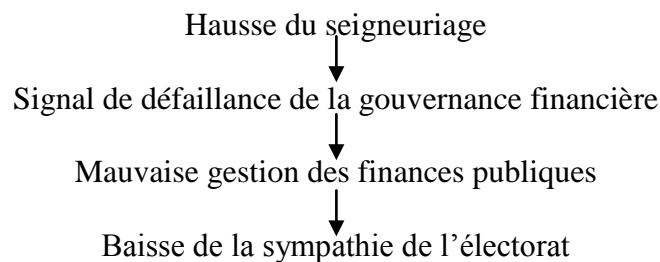 Hausse du seigneuriage
Signal de défaillance de la gouvernance financière
Mauvaise gestion des finances publiques
Baisse de la sympathie de l’électorat